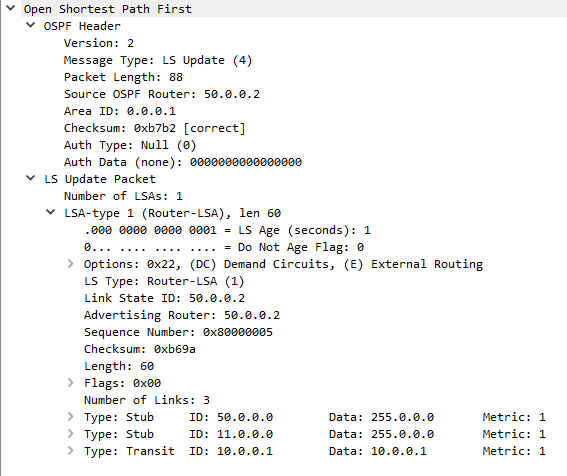 Open Shortest Path First
OSPF Header
Version: 2
Message Type: LS Update (4)
Packet Length: 88
Source OSPF Router: 50.0.0.2
Area ID: 0.0.0.1
Checksum: 0xb7b2 [correct]
Auth Type: Null (0)
Auth Data (none): 0000000000000000
LS Update Packet
Number of LSAs: 1
LSA-type 1 (Router-LSA), len 60
.000 0000 0000 0001 = LS Age (seconds): 1
0... .... .... .... = Do Not Age Flag: 0
Options: 0x22, (DC) Demand Circuits, (E) External Routing
LS Type: Router-LSA (1)
Link State ID: 50.0.0.2
Advertising Router: 50.0.0.2
Sequence Number: 0x80000005
Checksum: 0xb69a
Length: 60
Flags: 0x00
Number of Links: 3
Type: Stub ID: 50.0.0.0 Data: 255.0.0.0 Metric: 1
Type: Stub ID: 11.0.0.0 Data: 255.0.0.0 Metric: 1
Type: Transit ID: 10.0.0.1 Data: 10.0.0.1 Metric: 1